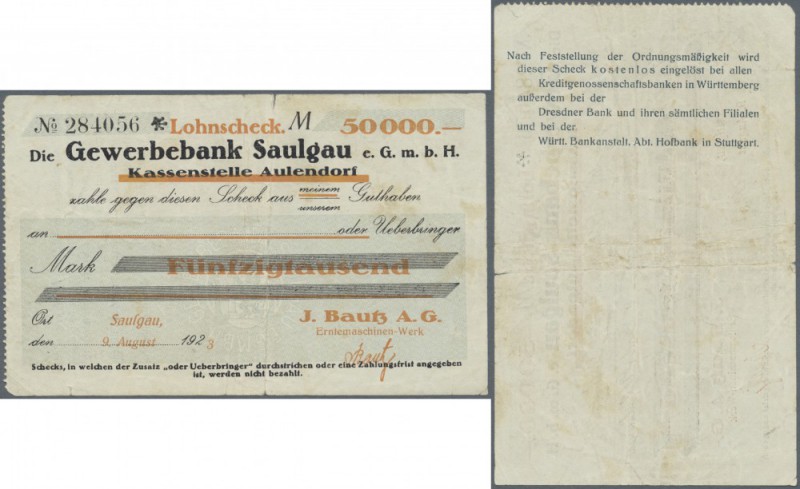 № 284056 Lohnscheck. M 50000.—
Die Gewerbebank Saulgau e. G. m. b. H.
Kassenstelle Aulendorf
zahle gegen diesen Scheck aus meinem Guthaben
unserem
an oder Ueberbringer
Mark Fünfzigtausend
Ort Saulgau,
den 9. August 1923
J. Bautz A. G.
Erntemaschinen-Werk
Bautz
Schecks, in welchen der Zusatz „oder Ueberbringer" durchstrichen oder eine Zahlungsfrist angegeben
ist, werden nicht bezahlt.
Nach Feststellung der Ordnungsmäßigkeit wird
dieser Scheck kostenlos eingelöst bei allen
Kreditgenossenschaftsbanken in Württemberg
außerdem bei der
Dresdner Bank und ihren sämtlichen Filialen
und bei der
Württ. Bankanstalt, Abt. Hofbank in Stuttgart.